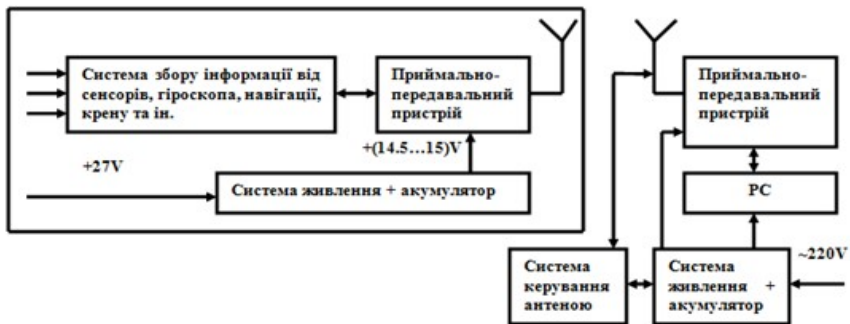 Система збору інформації від
сенсорів, гіроскопа, навігації,
крену та ін.
Приймально-
передавальний
пристрій
+(14.5...15)V
+27V
Система живлення + акумулятор
Приймально-
передавальний
пристрій
PC
~220V
Система
керування
антеною
Система
живлення +
акумулятор